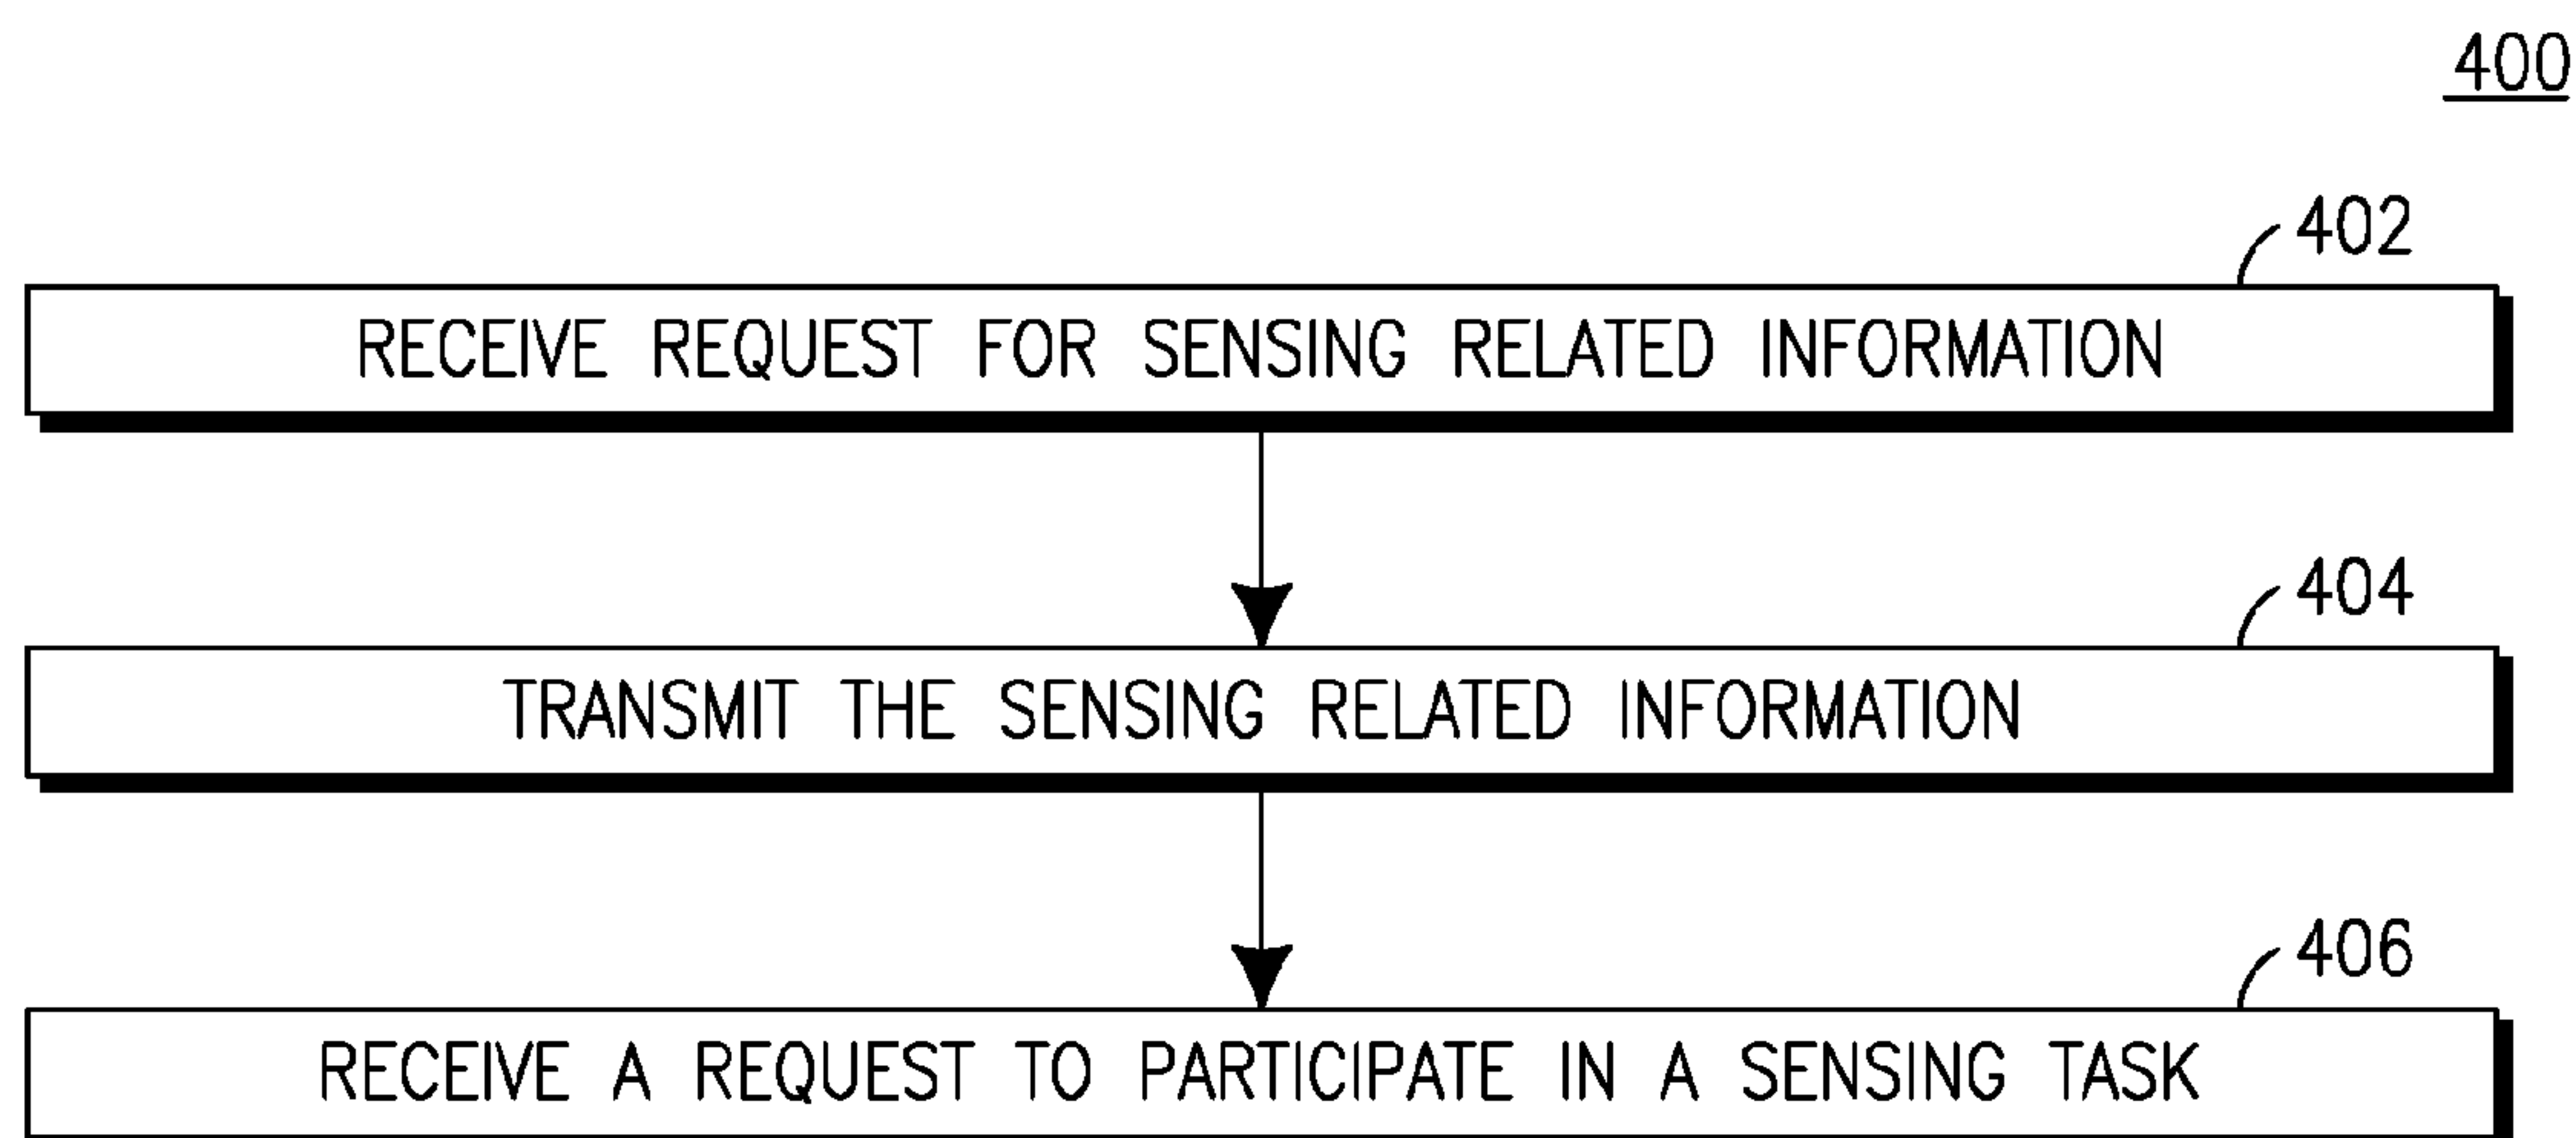 400
402
RECEIVE REQUEST FOR SENSING RELATED INFORMATION
404
TRANSMIT THE SENSING RELATED INFORMATION
406
RECEIVE A REQUEST TO PARTICIPATE IN A SENSING TASK